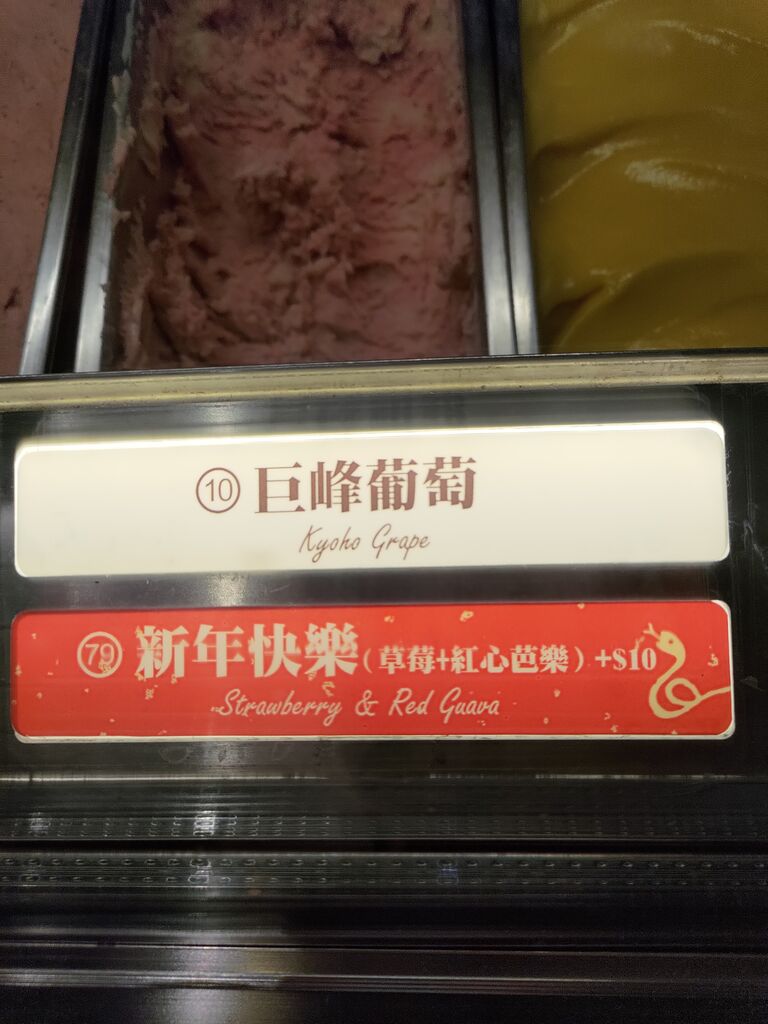 ⑩ 巨峰葡萄
Kyoho Grape
79 新年快樂(草莓+紅心芭樂)+$10
Strawberry & Red Guava